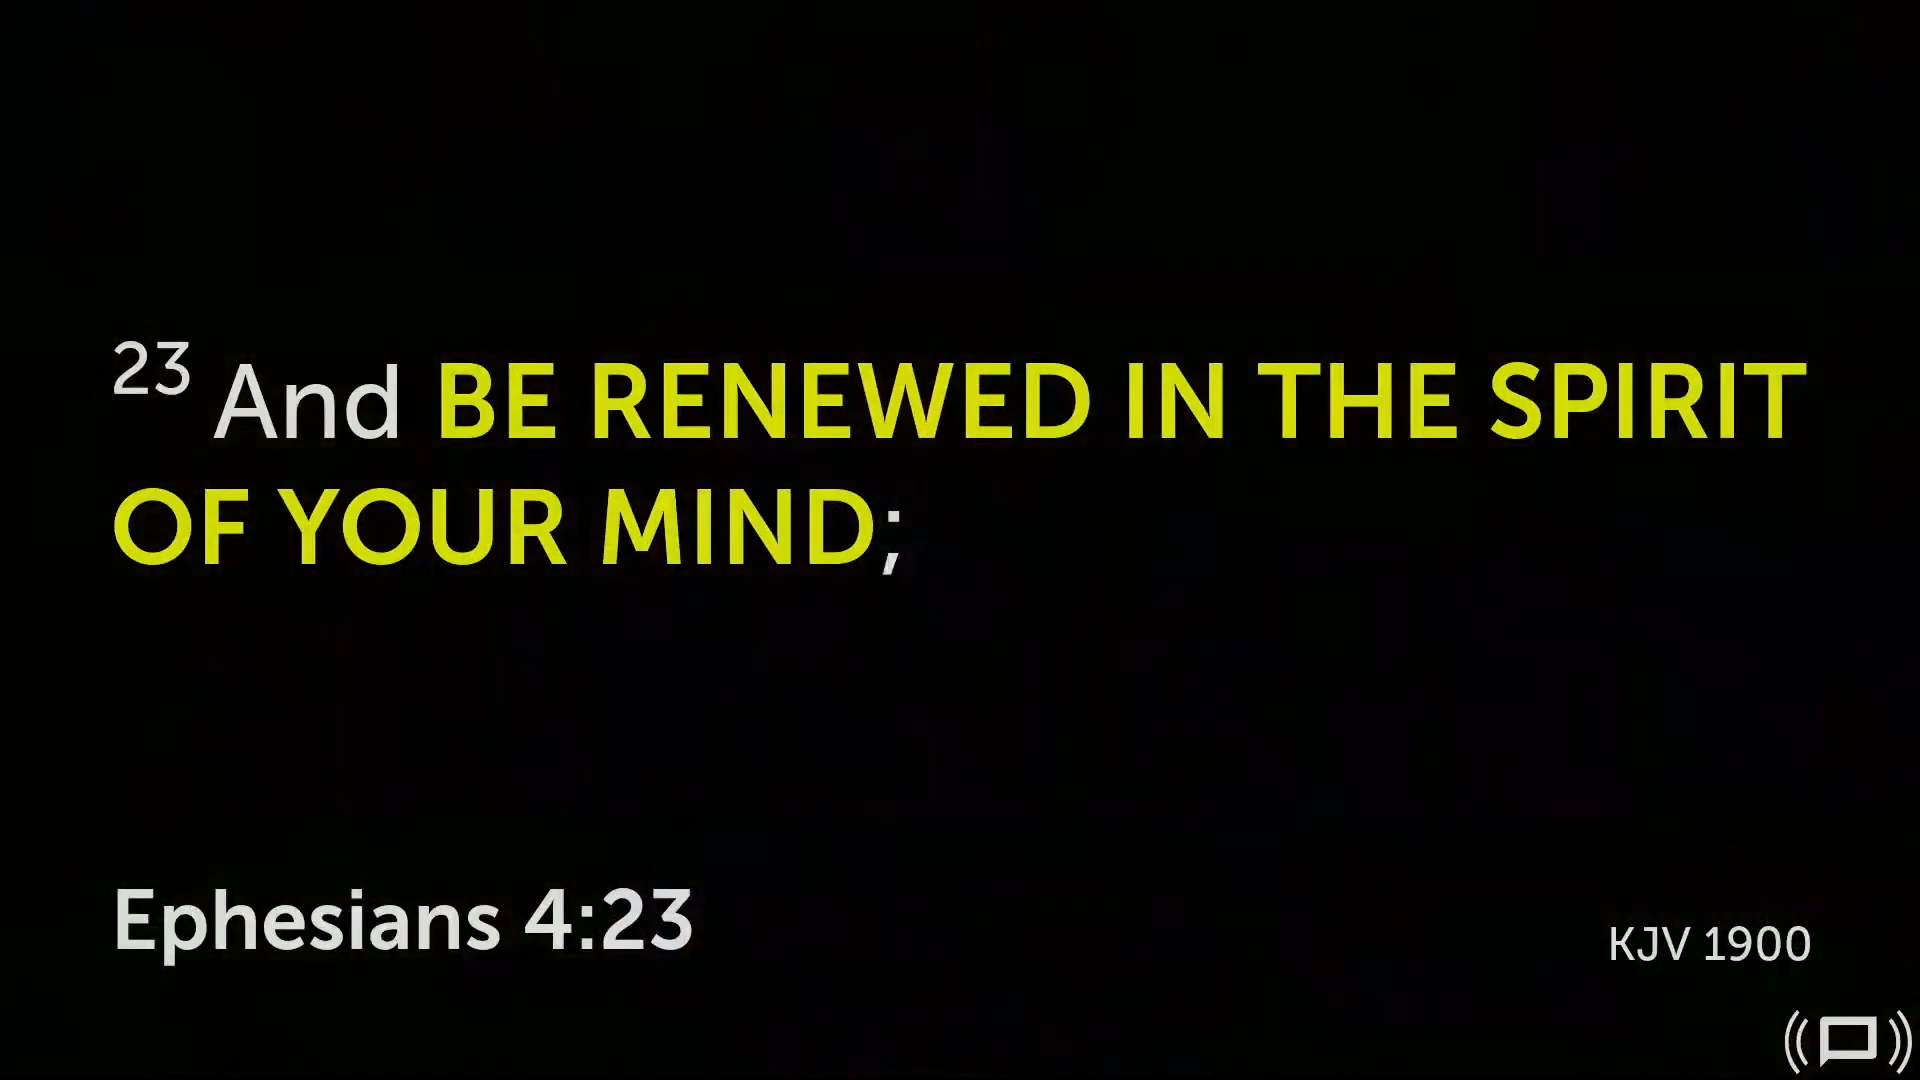 23 And BE RENEWED IN THE SPIRIT
OF YOUR MIND;
Ephesians 4:23
KJV 1900